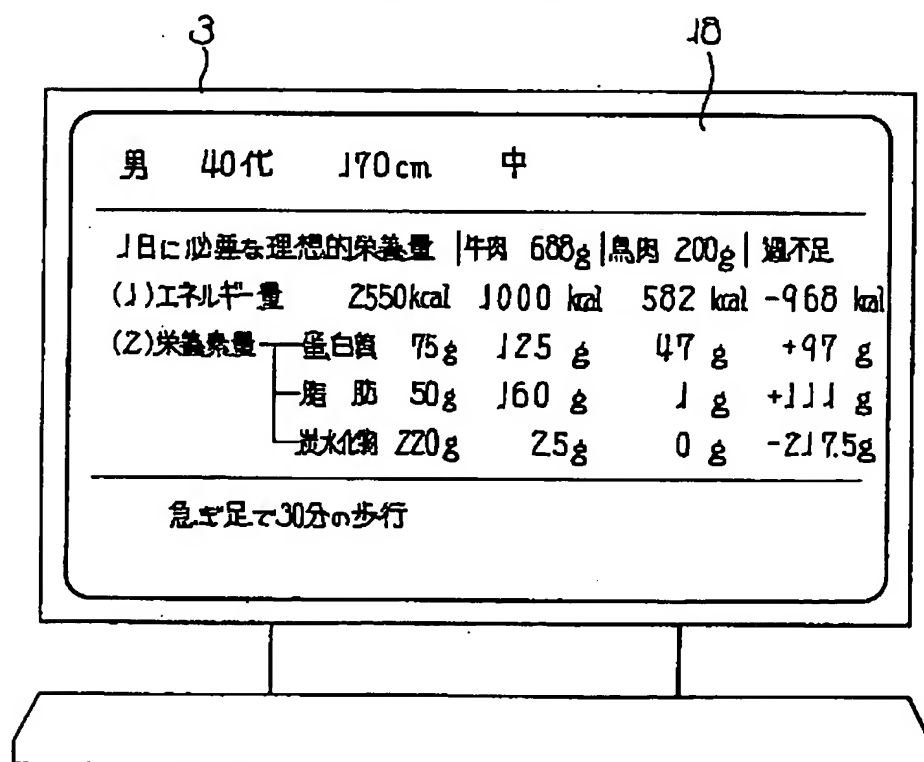 3 18
男 40代 170cm 中
1日に必要な理想的栄養量 |牛肉 688g|鳥肉 200g| 過不足
(1)エネルギー量 2550kcal 1000 kcal 582 kcal -968 kcal
(2)栄養素量 蛋白質 75g 125 g 47 g +97 g
脂 肪 50g 160 g 1 g +111 g
炭水化物 220g 2.5g 0 g -217.5g
急ぎ足で30分の歩行